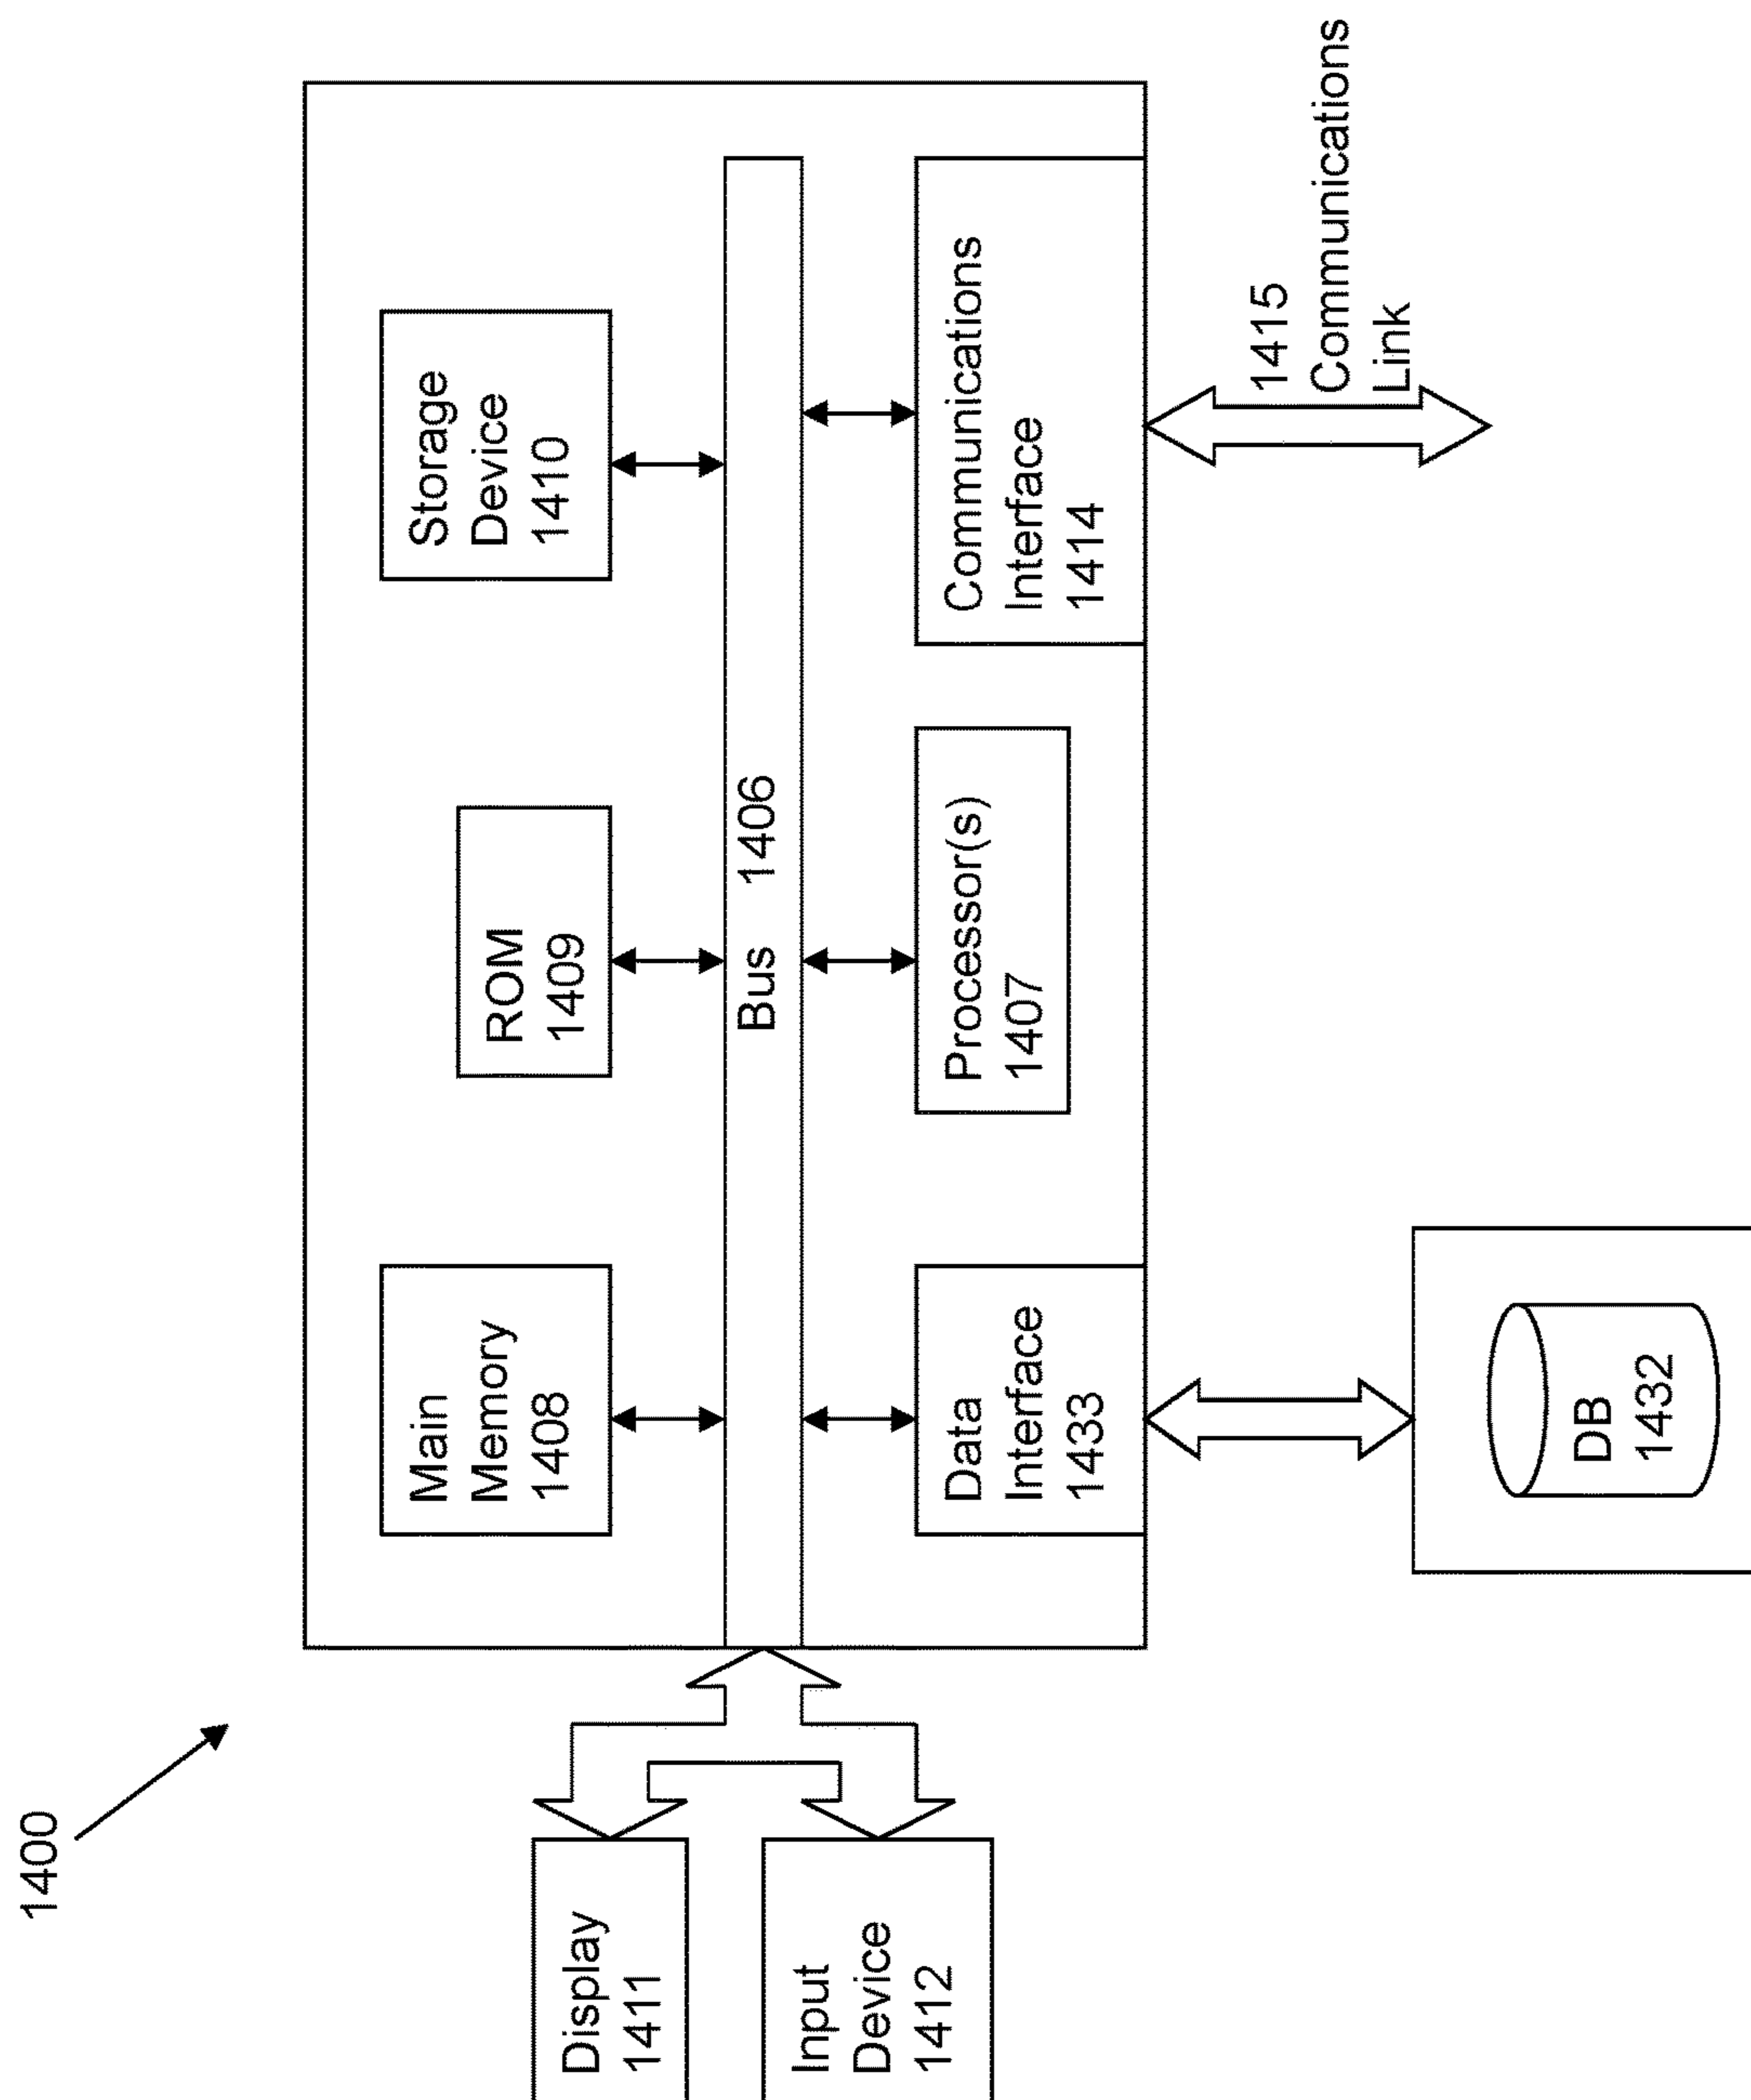 1400
Display
1411
Input
Device
1412
Main
Memory
1408
ROM
1409
Storage
Device
1410
Bus 1406
Data
Interface
1433
Processor(s)
1407
Communications
Interface
1414
DB
1432
1415
Communications
Link